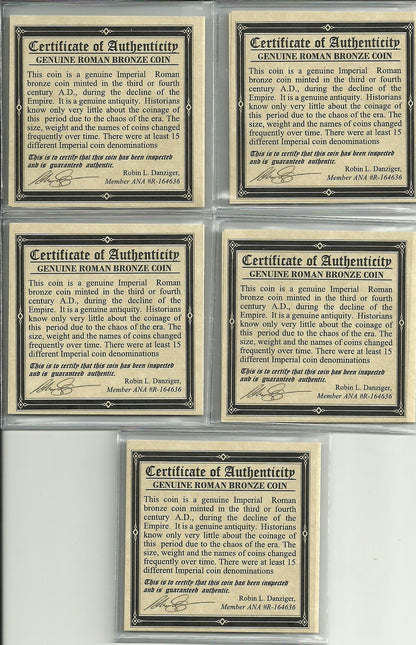 Certificate of Authenticity
GENUINE ROMAN BRONZE COIN
This coin is a genuine Imperial Roman
bronze coin minted in the third or fourth
century A.D., during the decline of the
Empire. It is a genuine antiquity. Historians
know only very little about the coinage of
this period due to the chaos of the era. The
size, weight and the names of coins changed
frequently over time. There were at least 15
different Imperial coin denominations
This is to certify that this coin has been inspected
and is guaranteed authentic.
Robin L. Danziger,
Member ANA #R-164636
Certificate of Authenticity
GENUINE ROMAN BRONZE COIN
This coin is a genuine Imperial Roman
bronze coin minted in the third or fourth
century A.D., during the decline of the
Empire. It is a genuine antiquity. Historians
know only very little about the coinage of
this period due to the chaos of the era. The
size, weight and the names of coins changed
frequently over time. There were at least 15
different Imperial coin denominations
This is to certify that this coin has been inspected
and is guaranteed authentic.
Robin L. Danziger,
Member ANA #R-164636
Certificate of Authenticity
GENUINE ROMAN BRONZE COIN
This coin is a genuine Imperial Roman
bronze coin minted in the third or fourth
century A.D., during the decline of the
Empire. It is a genuine antiquity. Historians
know only very little about the coinage of
this period due to the chaos of the era. The
size, weight and the names of coins changed
frequently over time. There were at least 15
different Imperial coin denominations
This is to certify that this coin has been inspected
and is guaranteed authentic.
Robin L. Danziger,
Member ANA #R-164636
Certificate of Authenticity
GENUINE ROMAN BRONZE COIN
This coin is a genuine Imperial Roman
bronze coin minted in the third or fourth
century A.D., during the decline of the
Empire. It is a genuine antiquity. Historians
know only very little about the coinage of
this period due to the chaos of the era. The
size, weight and the names of coins changed
frequently over time. There were at least 15
different Imperial coin denominations
This is to certify that this coin has been inspected
and is guaranteed authentic.
Robin L. Danziger,
Member ANA #R-164636
Certificate of Authenticity
GENUINE ROMAN BRONZE COIN
This coin is a genuine Imperial Roman
bronze coin minted in the third or fourth
century A.D., during the decline of the
Empire. It is a genuine antiquity. Historians
know only very little about the coinage of
this period due to the chaos of the era. The
size, weight and the names of coins changed
frequently over time. There were at least 15
different Imperial coin denominations
This is to certify that this coin has been inspected
and is guaranteed authentic.
Robin L. Danziger,
Member ANA #R-164636